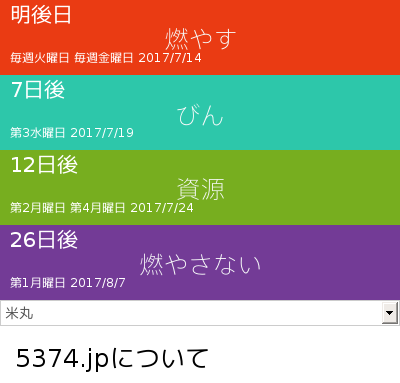 明後日
燃やす
毎週火曜日 毎週金曜日 2017/7/14
7日後
びん
第3水曜日 2017/7/19
12日後
資源
第2月曜日 第4月曜日 2017/7/24
26日後
燃やさない
第1月曜日 2017/8/7
米丸
5374.jpについて